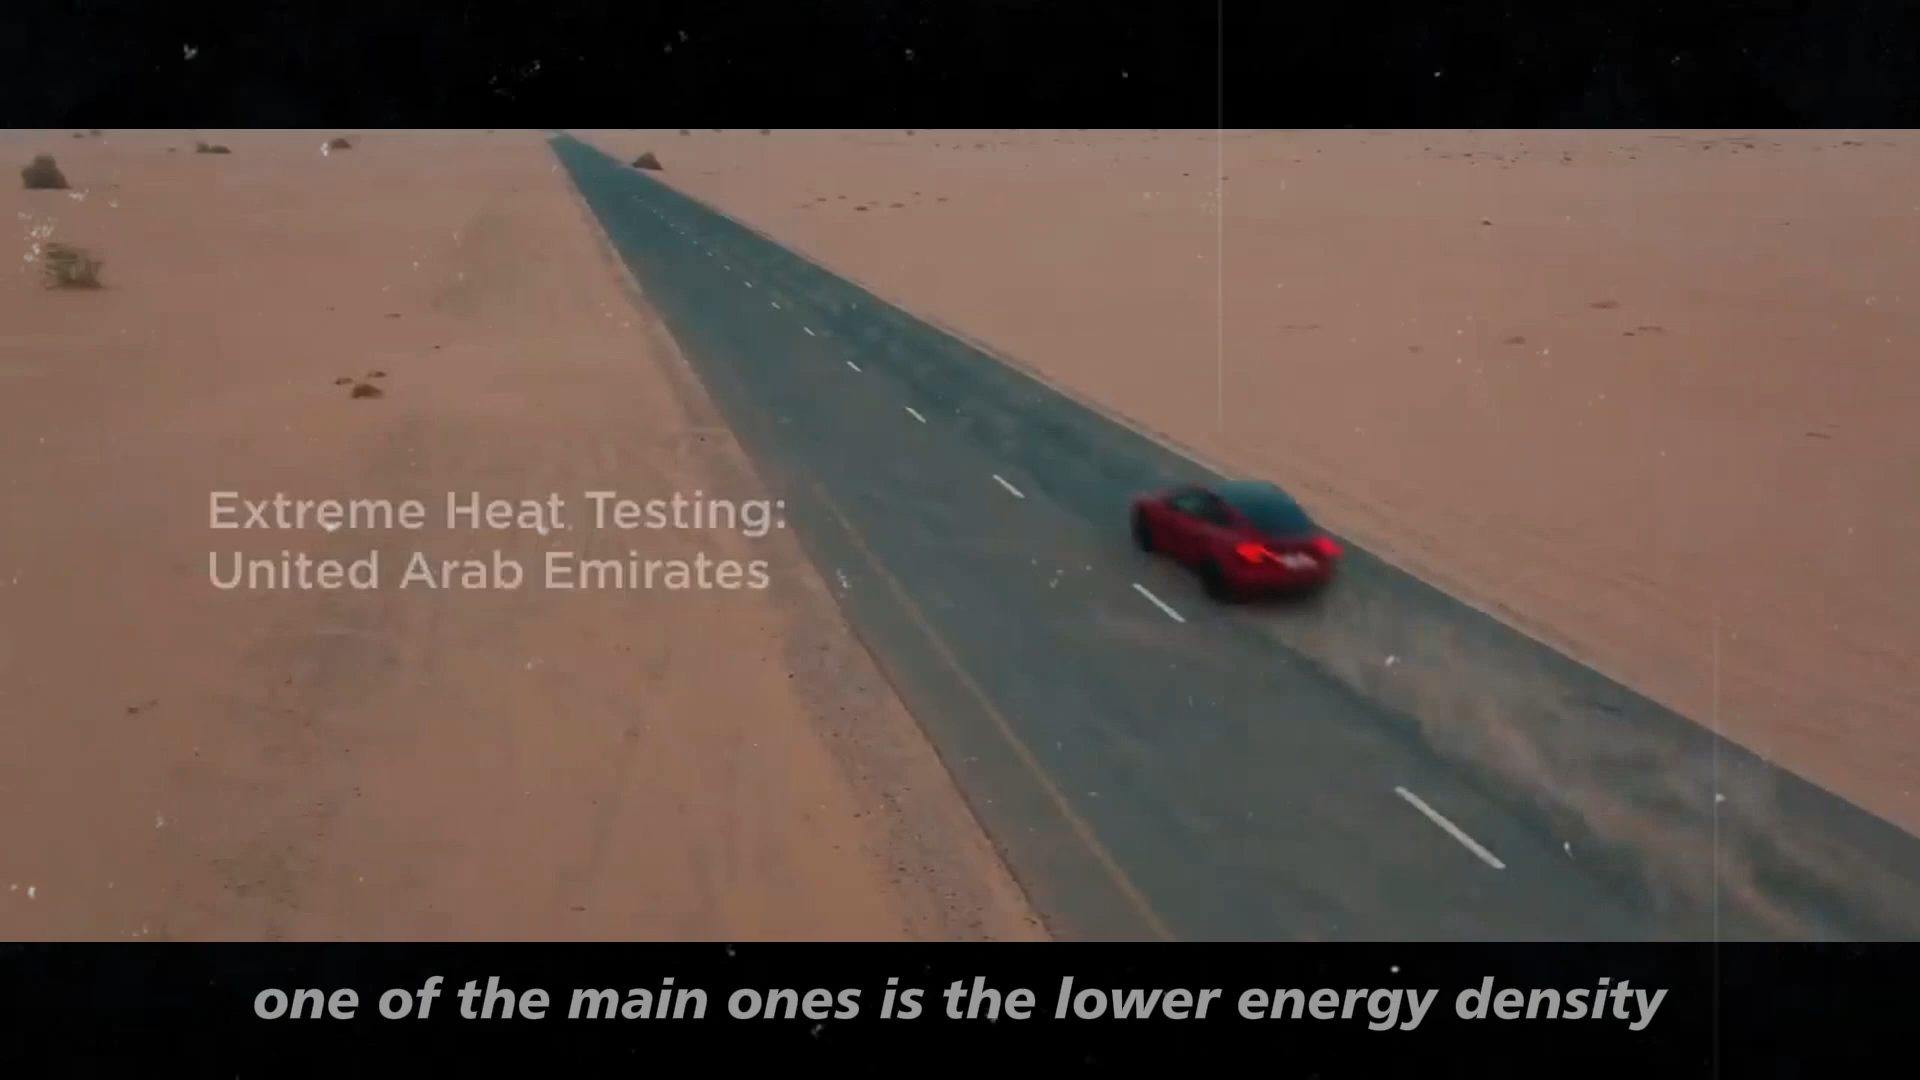 Extreme Heat Testing:
United Arab Emirates
one of the main ones is the lower energy density